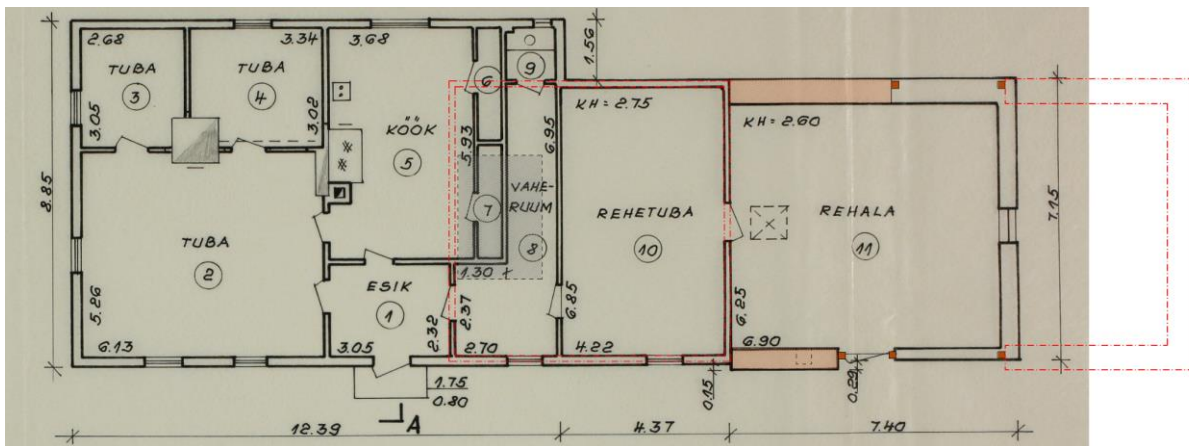 2.68
TUBA
3
3.05
3.34
TUBA
4
3.02
3.68
KÖÖK
5
5.93
6
7
9
1.56
KH = 2.75
KH = 2.60
6.95
VAHE-
RUUM
8
8.85
TUBA
2
5.26
6.13
ESIK
1
3.05
2.32
1.30 x
2.37
2.70
REHETUBA
10
6.85
4.22
REHALA
11
6.25
6.90
7.15
0.15
0.29
1.75
0.80
A
12.39
4.37
7.40